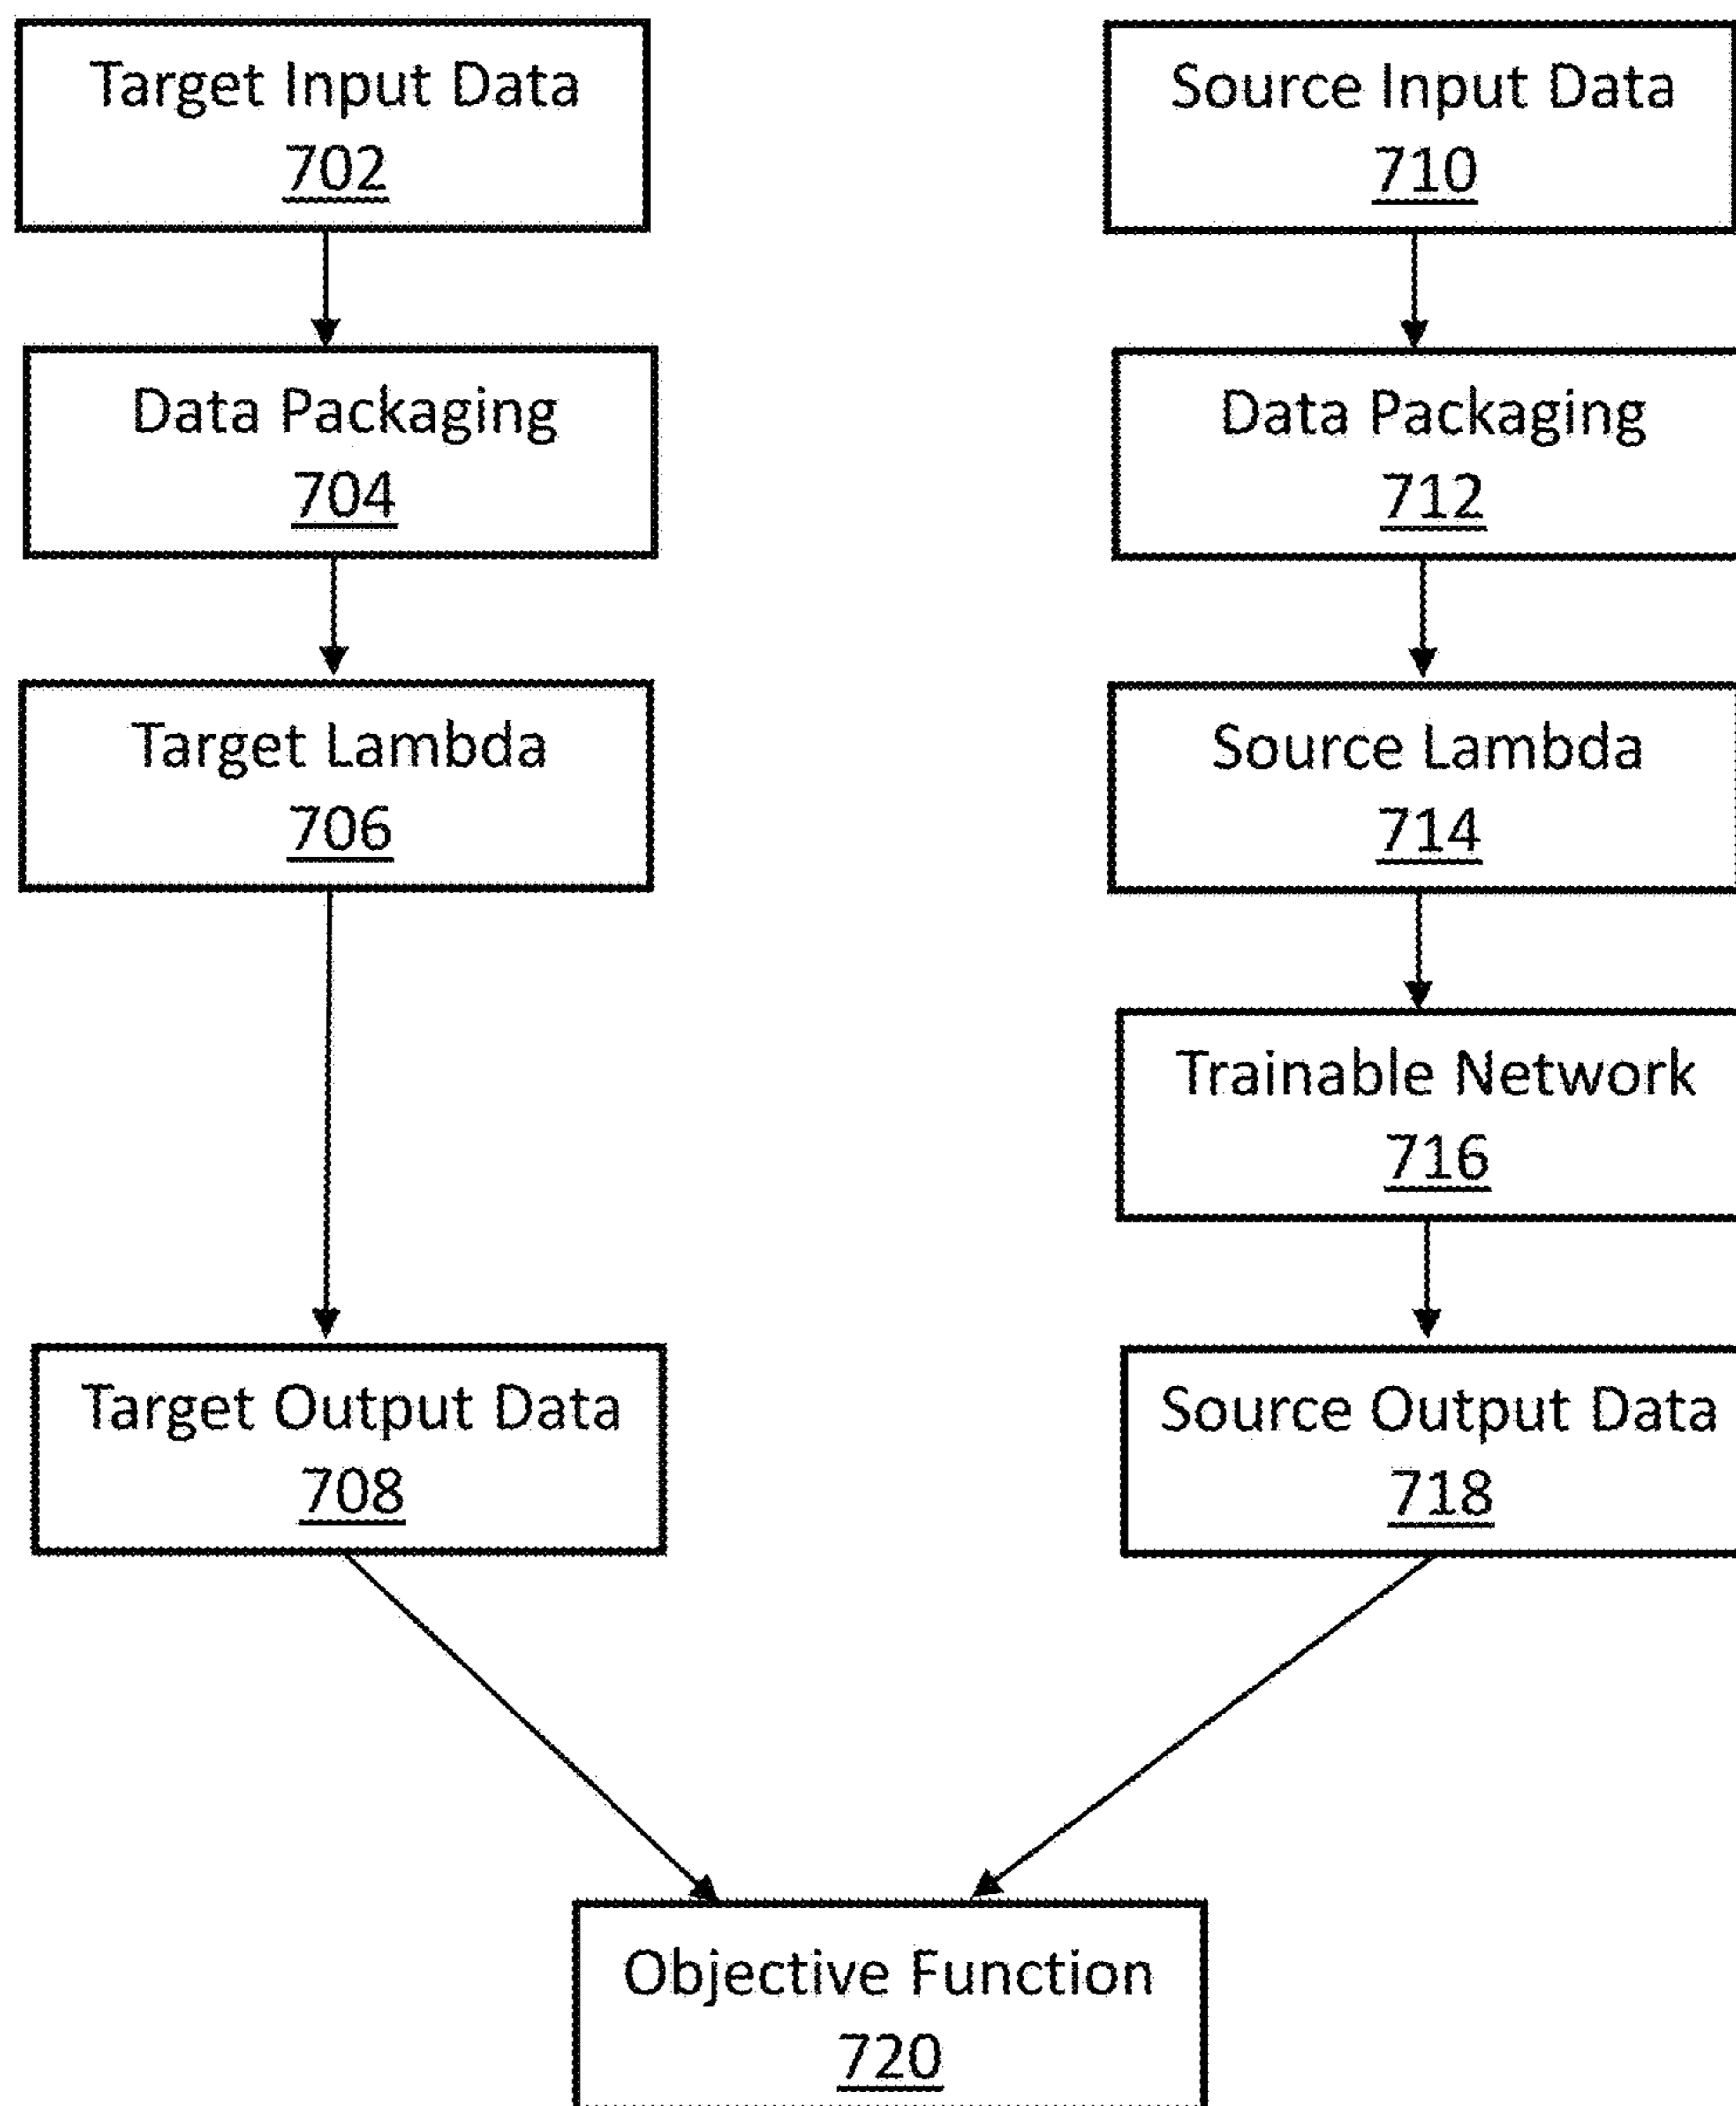 Target Input Data
702
Data Packaging
704
Target Lambda
706
Target Output Data
708
Source Input Data
710
Data Packaging
712
Source Lambda
714
Trainable Network
716
Source Output Data
718
Objective Function
720